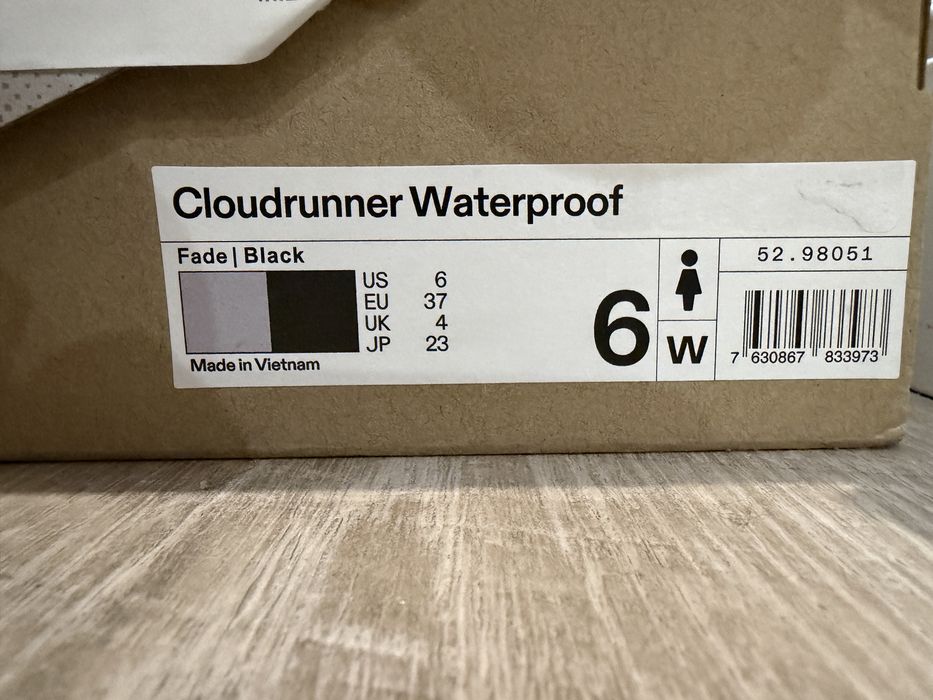 Cloudrunner Waterproof
Fade | Black
US 6
EU 37
UK 4
JP 23
Made in Vietnam
6
W
52.98051
7 630867 833973